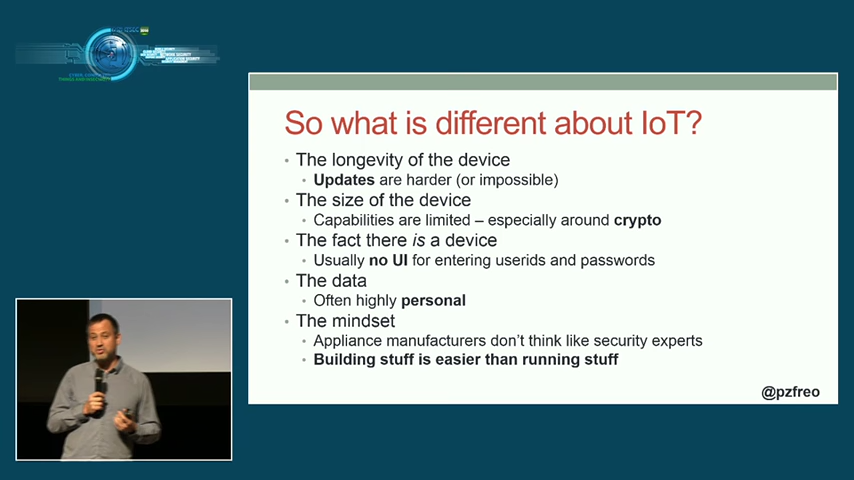 So what is different about IoT?
• The longevity of the device
• Updates are harder (or impossible)
• The size of the device
• Capabilities are limited – especially around crypto
• The fact there is a device
• Usually no UI for entering userids and passwords
• The data
• Often highly personal
• The mindset
• Appliance manufacturers don't think like security experts
• Building stuff is easier than running stuff
@pzfreo